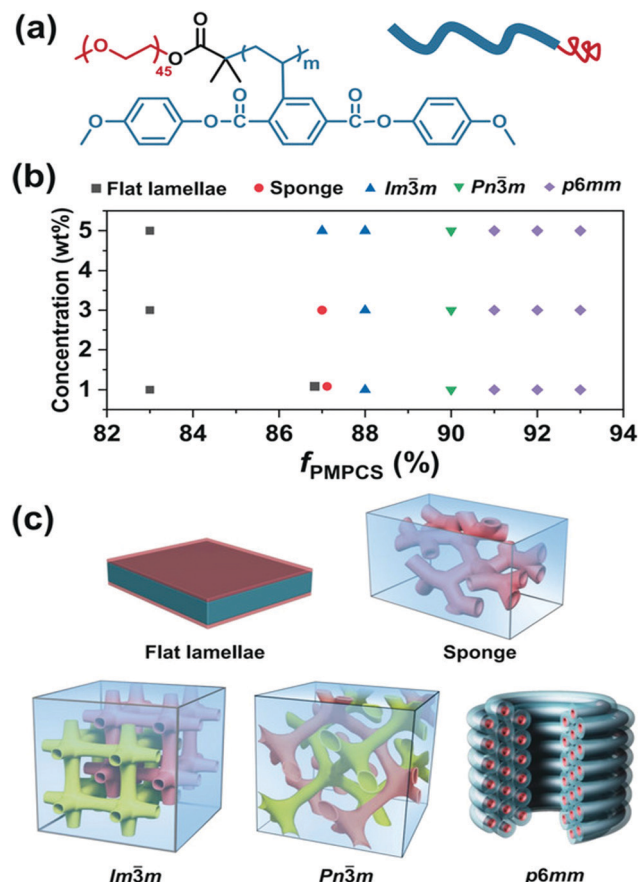 (a)
O
45
O
O
m
O
O
O
O
O
O
(b)
Flat lamellae Sponge Im3̄m Pn3̄m p6mm
Concentration (wt%)
5
4
3
2
1
82 84 86 88 90 92 94
fPMPCS (%)
(c)
Flat lamellae Sponge
Im3̄m Pn3̄m p6mm